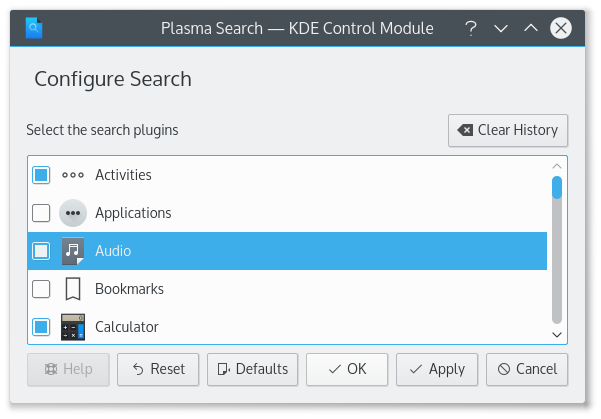 Plasma Search — KDE Control Module
Configure Search
Select the search plugins
Clear History
Activities
Applications
Audio
Bookmarks
Calculator
Help Reset Defaults OK Apply Cancel